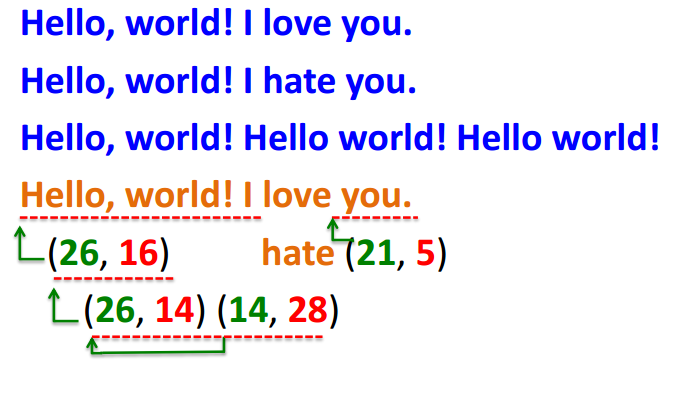 Hello, world! I love you.
Hello, world! I hate you.
Hello, world! Hello world! Hello world!
Hello, world! I love you.
(26, 16) hate (21, 5)
(26, 14) (14, 28)